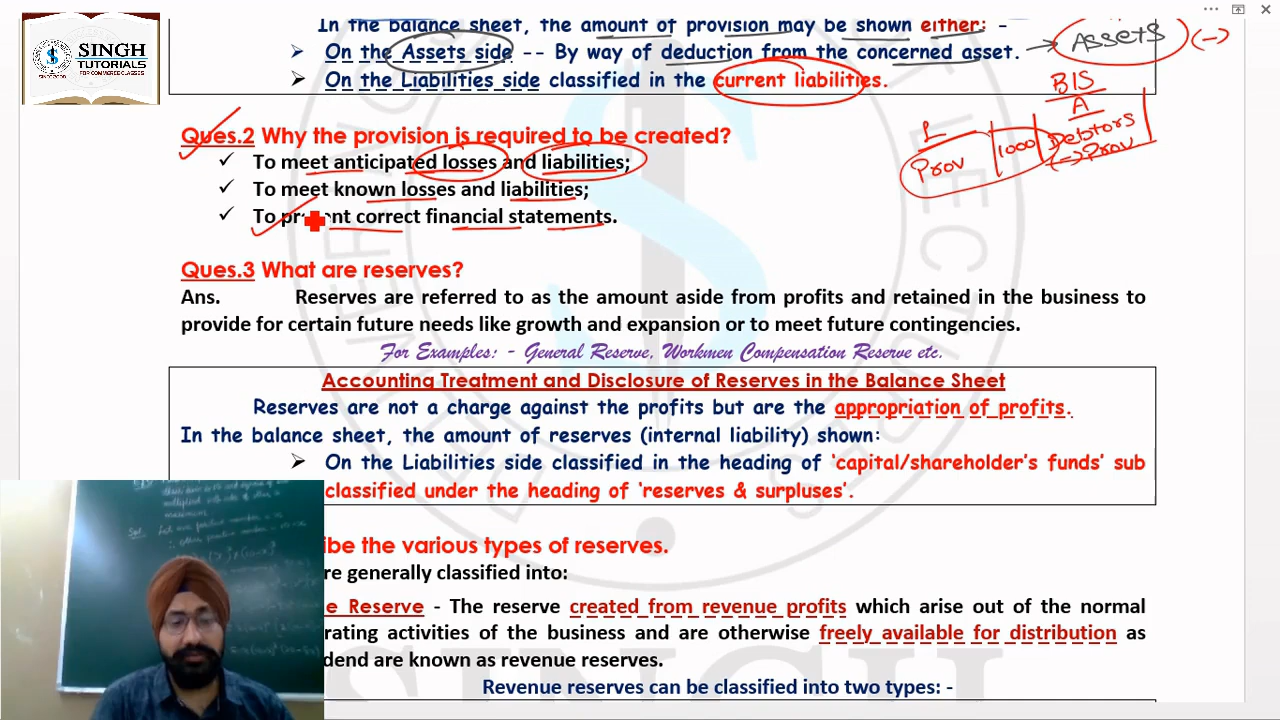 In the balance sheet, the amount of provision may be shown either: -
➢ On the Assets side -- By way of deduction from the concerned asset.
➢ On the Liabilities side classified in the current liabilities.
→ Assets (-)
B/S
L A
Prov 1000 Debtors
(-) Prov
SINGH
TUTORIALS
FOR COMMERCE CLASSES
Ques.2 Why the provision is required to be created?
✓ To meet anticipated losses and liabilities;
✓ To meet known losses and liabilities;
✓ To present correct financial statements.
Ques.3 What are reserves?
Ans. Reserves are referred to as the amount aside from profits and retained in the business to
provide for certain future needs like growth and expansion or to meet future contingencies.
For Examples: - General Reserve, Workmen Compensation Reserve etc.
Accounting Treatment and Disclosure of Reserves in the Balance Sheet
Reserves are not a charge against the profits but are the appropriation of profits.
In the balance sheet, the amount of reserves (internal liability) shown:
➢ On the Liabilities side classified in the heading of ‘capital/shareholder’s funds’ sub
classified under the heading of ‘reserves & surpluses’.
ibe the various types of reserves.
re generally classified into:
e Reserve - The reserve created from revenue profits which arise out of the normal
rating activities of the business and are otherwise freely available for distribution as
dend are known as revenue reserves.
Revenue reserves can be classified into two types: -